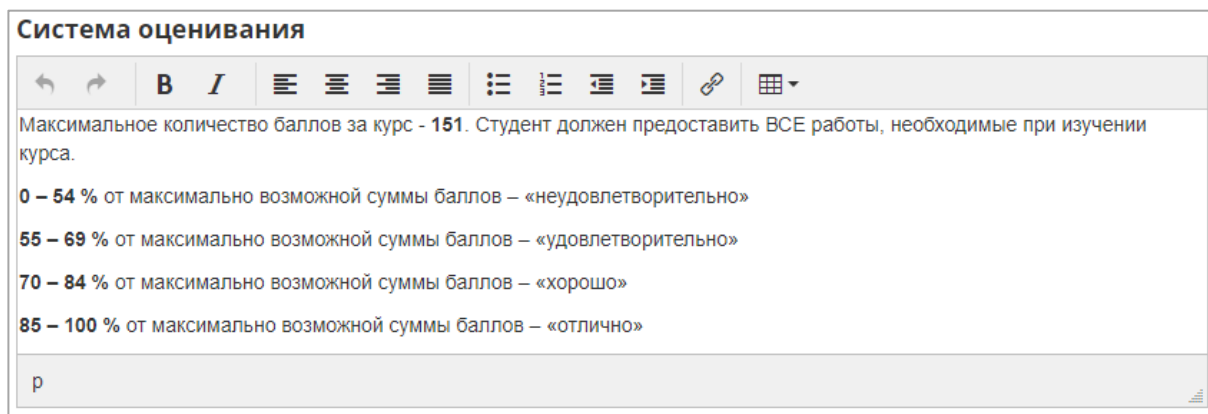 Система оценивания
B I
Максимальное количество баллов за курс - 151. Студент должен предоставить ВСЕ работы, необходимые при изучении
курса.
0 – 54 % от максимально возможной суммы баллов – «неудовлетворительно»
55 – 69 % от максимально возможной суммы баллов – «удовлетворительно»
70 – 84 % от максимально возможной суммы баллов – «хорошо»
85 – 100 % от максимально возможной суммы баллов – «отлично»
p